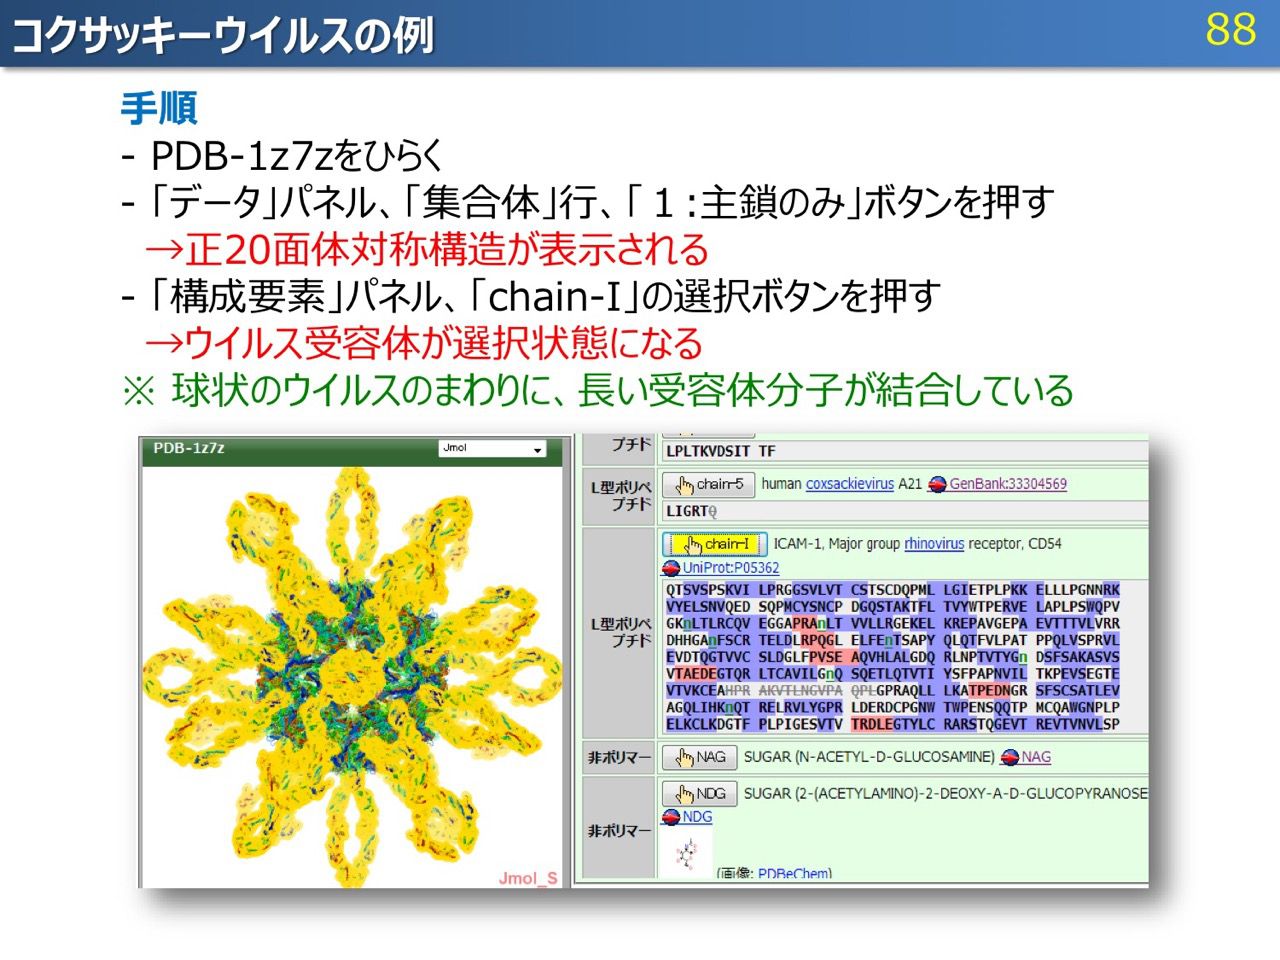 コクサッキーウイルスの例
88
手順
- PDB-1z7zをひらく
- 「データ」パネル、「集合体」行、「１:主鎖のみ」ボタンを押す
→正20面体対称構造が表示される
- 「構成要素」パネル、「chain-I」の選択ボタンを押す
→ウイルス受容体が選択状態になる
※ 球状のウイルスのまわりに、長い受容体分子が結合している
PDB-1z7z
Jmol
Jmol_S
プチド
LPLTKVDSIT TF
L型ポリペ
プチド
chain-5 human coxsackievirus A21 GenBank:33304569
LIGRTQ
L型ポリペ
プチド
chain-I ICAM-1, Major group rhinovirus receptor, CD54
UniProt:P05362
QTSVSPSKVI LPRGGSVLVT CSTSCDQPML LGIETPLPKK ELLLPGNNRK
VYELSNVQED SQPMCYSNCP DGQSTAKTFL TVYWTPERVE LAPLPSWQPV
GKnLTLRCQV EGGAPRAnLT VVLLRGEKEL KREPAVGEPA EVTTTVLVRR
DHHGAnFSCR TELDLRPQGL ELFEnTSAPY QLQTFVLPAT PPQLVSPRVL
EVDTQGTVVC SLDGLFPVSE AQVHLALGDQ RLNPTVTYGn DSFSAKASVS
VTAEDEGTQR LTCAVILGnQ SQETLQTVTI YSFPAPNVIL TKPEVSEGTE
VTVKCEAHPR AKVTLNGVPA QPLGPRAQLL LKATPEDNGR SFSCSATLEV
AGQLIHKnQT RELRVLYGPR LDERDCPGNW TWPENSQQTP MCQAWGNPLP
ELKCLKDGTF PLPIGESVTV TRDLEGTYLC RARSTQGEVT REVTVNVLSP
非ポリマー
NAG SUGAR (N-ACETYL-D-GLUCOSAMINE) NAG
非ポリマー
NDG SUGAR (2-(ACETYLAMINO)-2-DEOXY-A-D-GLUCOPYRANOSE
NDG
(画像: PDBeChem)